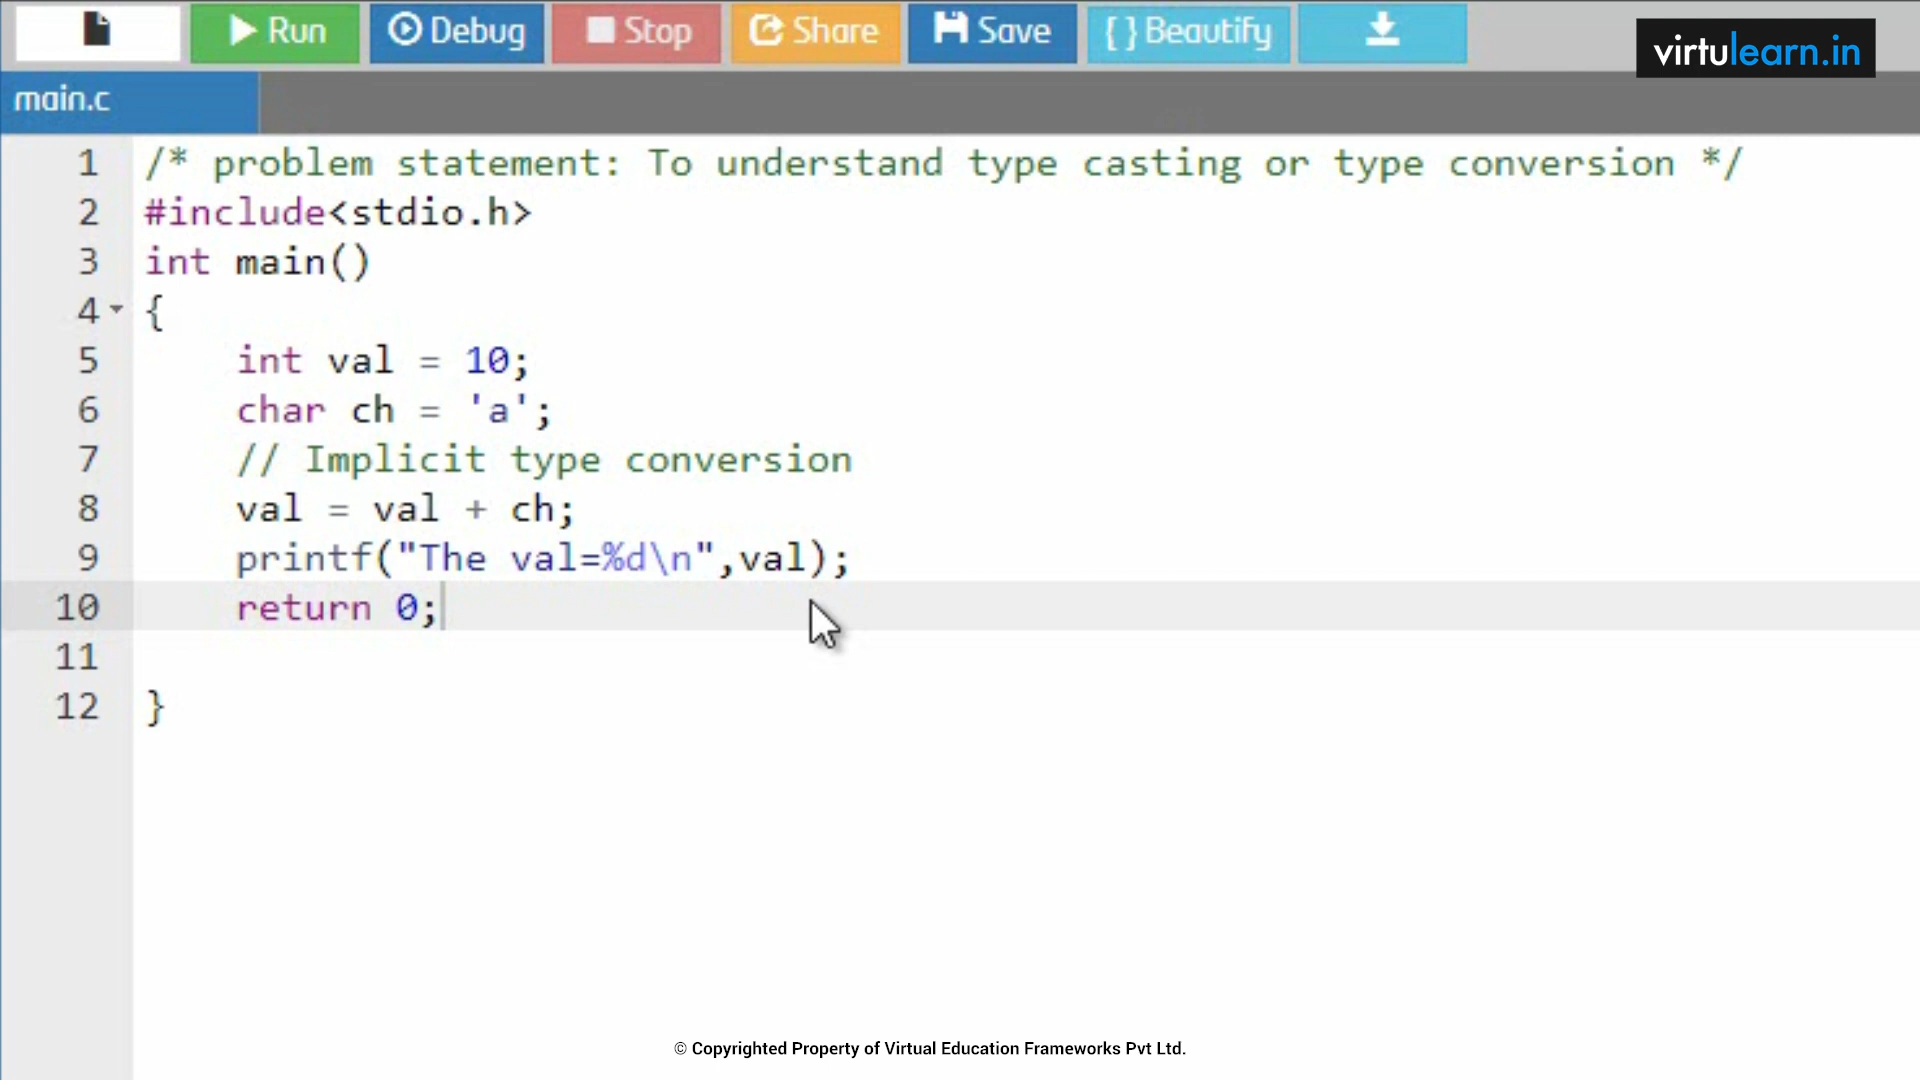 Run Debug Stop Share Save { } Beautify
virtulearn.in
main.c
1 /* problem statement: To understand type casting or type conversion */
2 #include<stdio.h>
3 int main()
4 {
5 int val = 10;
6 char ch = 'a';
7 // Implicit type conversion
8 val = val + ch;
9 printf("The val=%d\n",val);
10 return 0;
11
12 }
© Copyrighted Property of Virtual Education Frameworks Pvt Ltd.